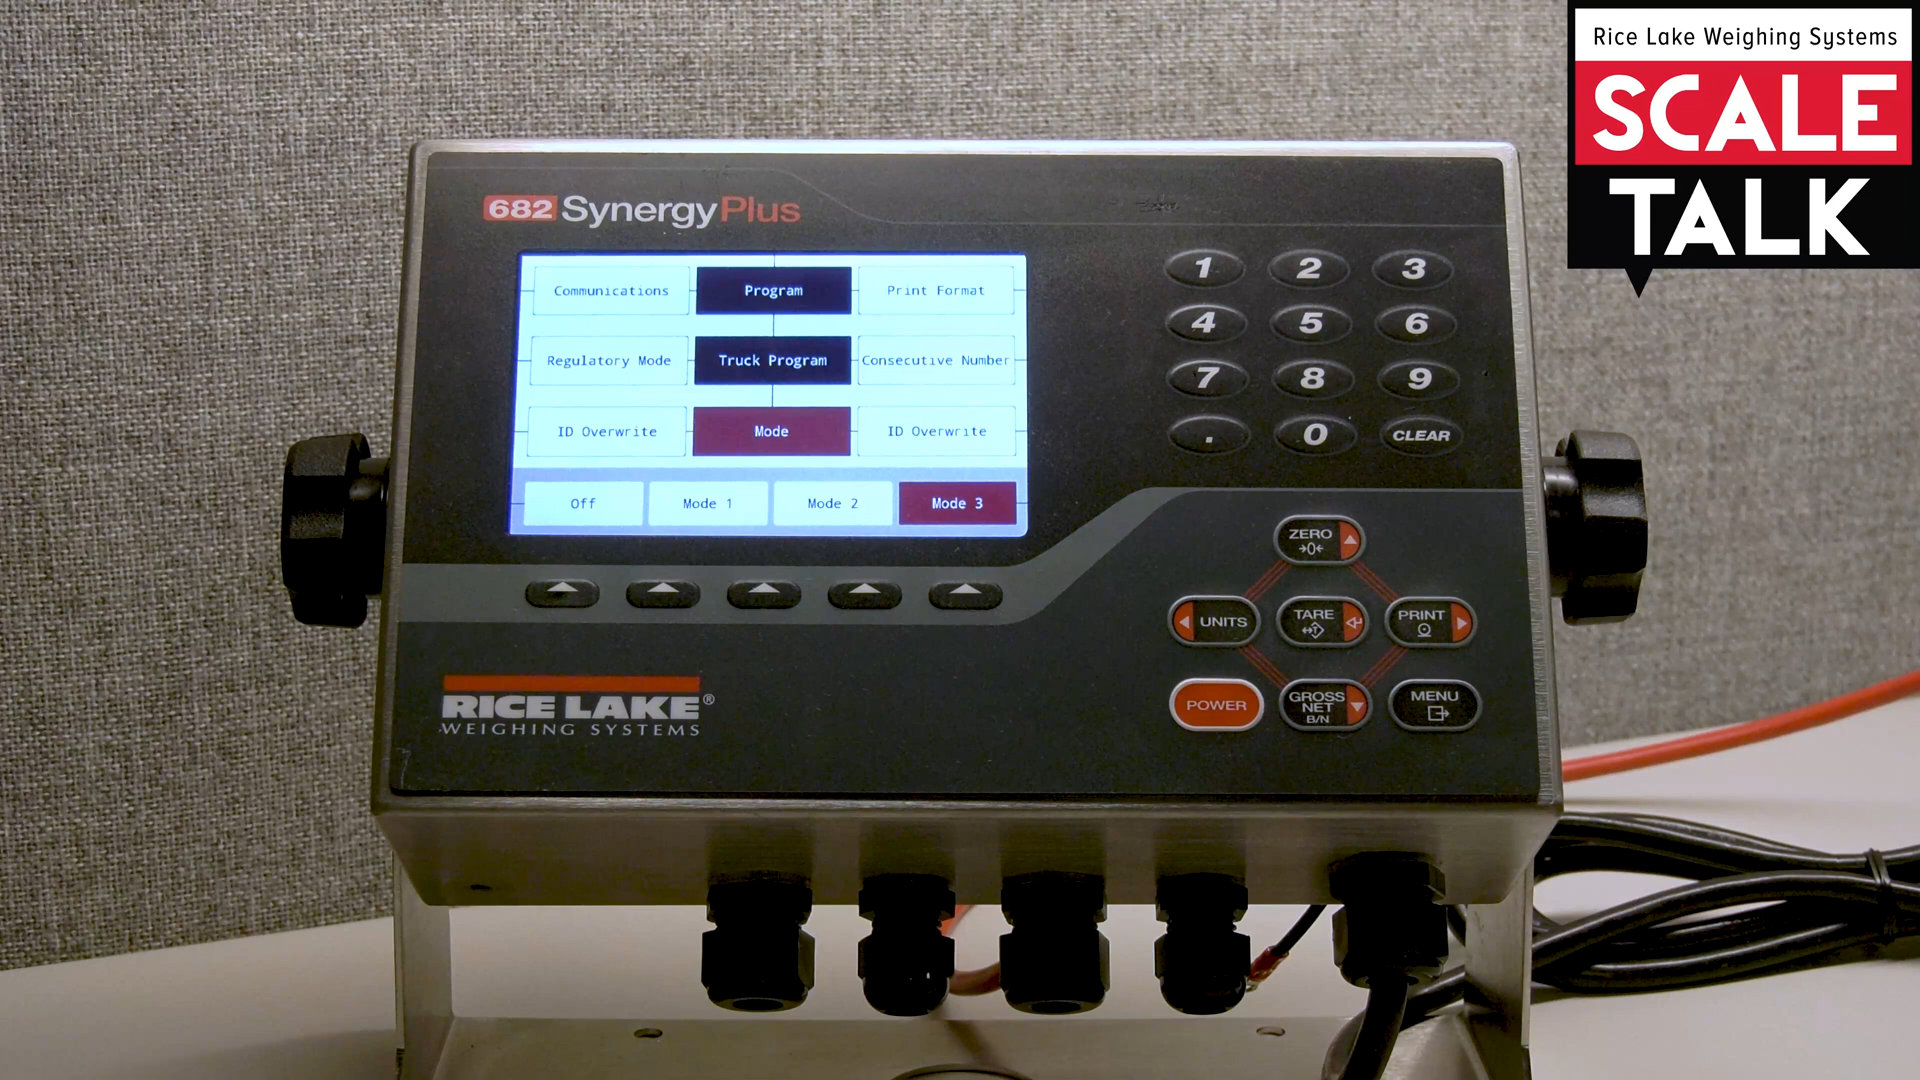 Rice Lake Weighing Systems
SCALE
TALK
682 SynergyPlus
Communications Program Print Format
Regulatory Mode Truck Program Consecutive Number
ID Overwrite Mode ID Overwrite
Off Mode 1 Mode 2 Mode 3
1 2 3
4 5 6
7 8 9
. 0 CLEAR
ZERO
→0←
UNITS
TARE
T
PRINT
POWER
GROSS
NET
B/N
MENU
RICE LAKE®
WEIGHING SYSTEMS